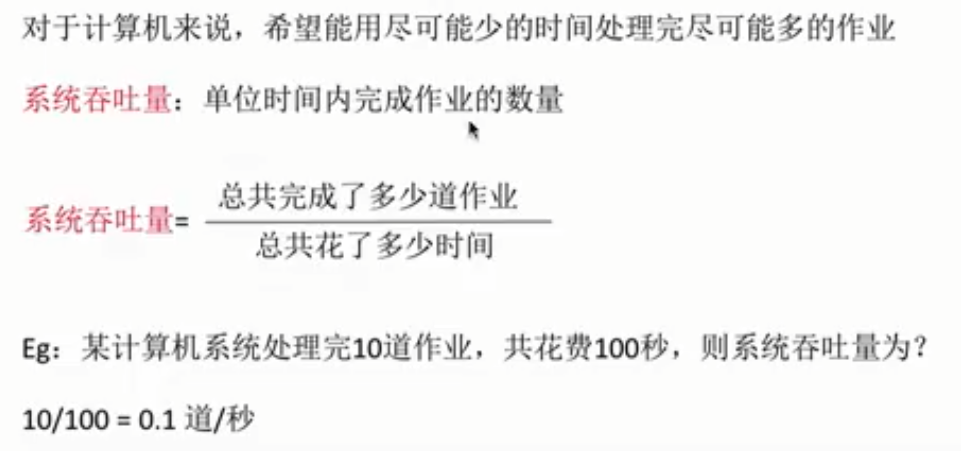 对于计算机来说，希望能用尽可能少的时间处理完尽可能多的作业
系统吞吐量：单位时间内完成作业的数量
系统吞吐量=
总共完成了多少道作业
总共花了多少时间
Eg：某计算机系统处理完10道作业，共花费100秒，则系统吞吐量为？
10/100 = 0.1 道/秒